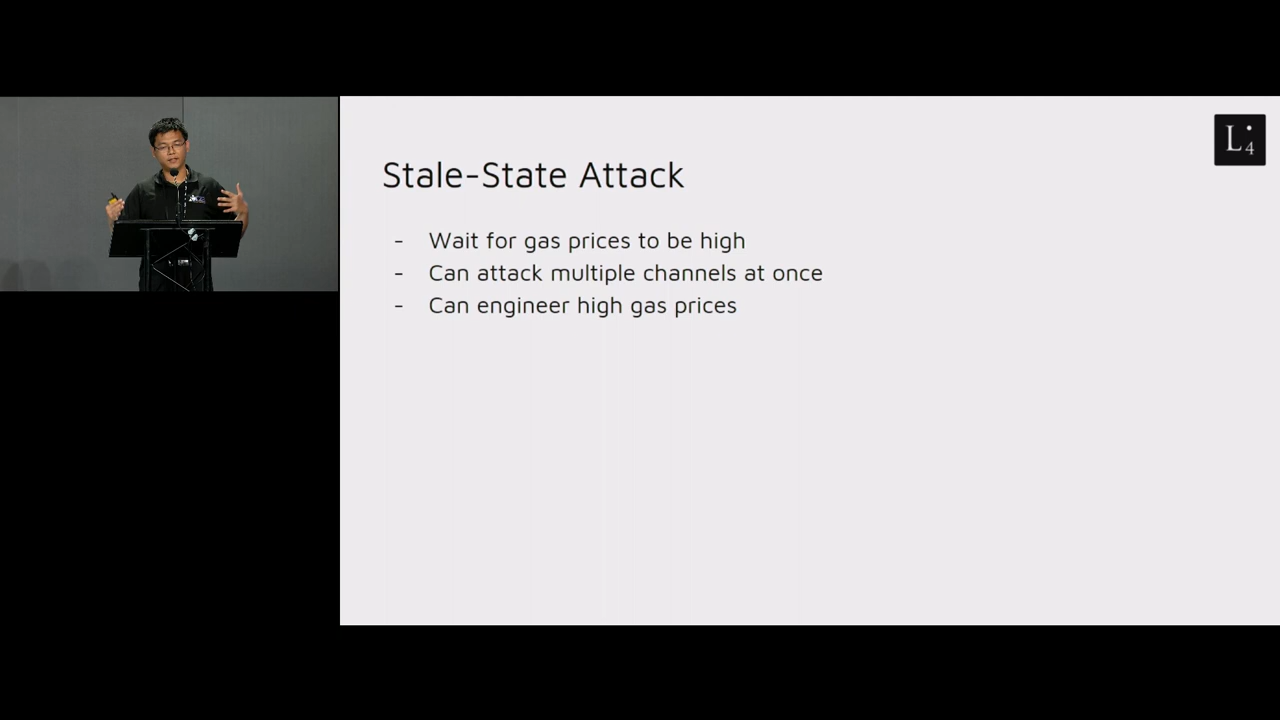 L4
Stale-State Attack
- Wait for gas prices to be high
- Can attack multiple channels at once
- Can engineer high gas prices